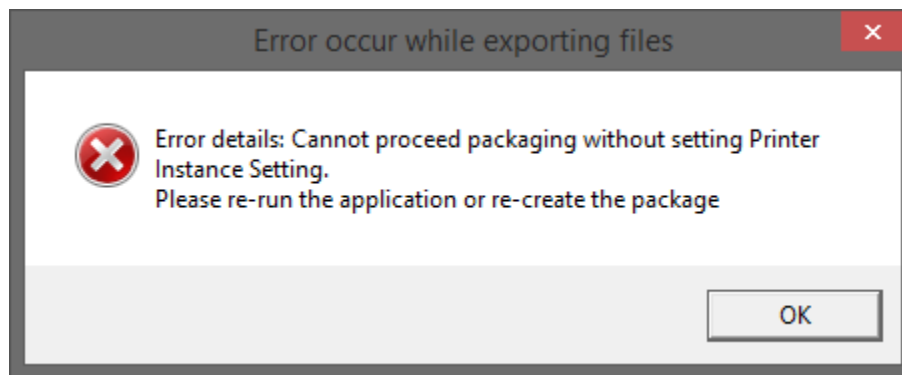 Error occur while exporting files
Error details: Cannot proceed packaging without setting Printer
Instance Setting.
Please re-run the application or re-create the package
OK